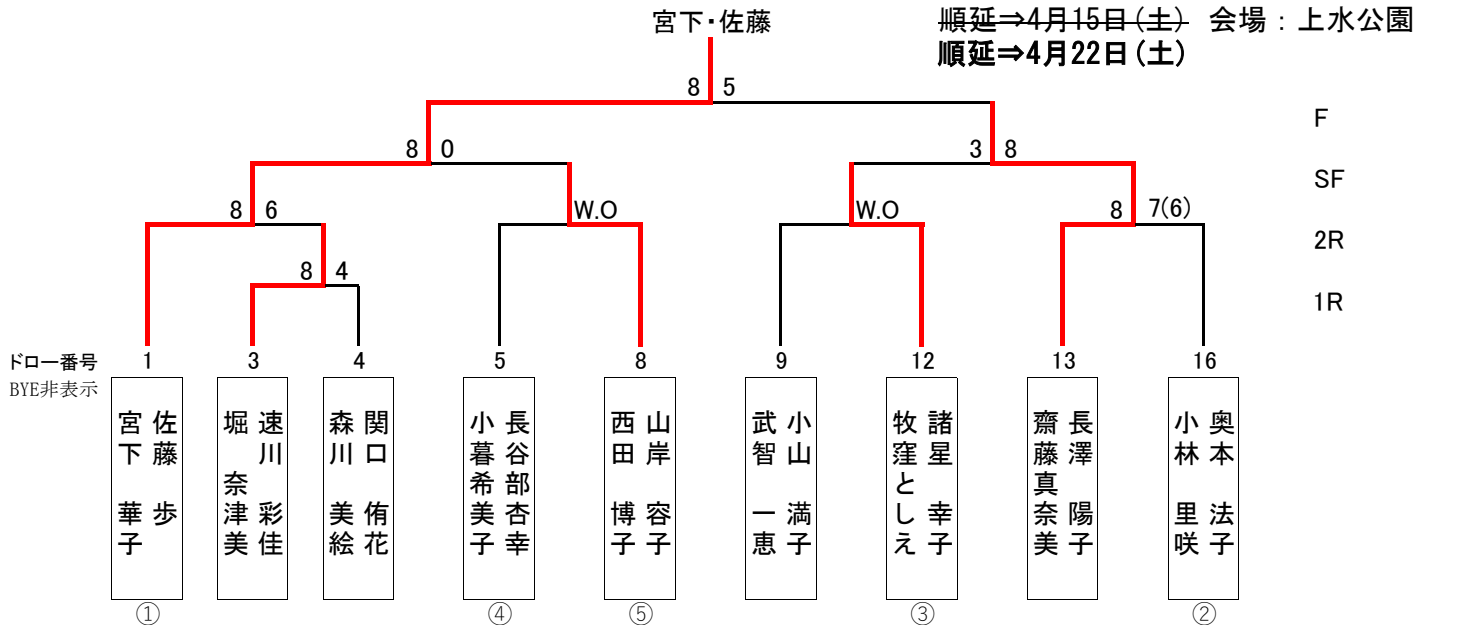 宮下・佐藤
順延⇒4月15日(土) 会場：上水公園
順延⇒4月22日(土)
8 5
F
8 0
3 8
SF
8 6
W.O
W.O
8 7(6)
2R
8 4
1R
ドロー番号 1 3 4 5 8 9 12 13 16
BYE非表示
宮下 華子
佐藤 歩
堀 奈津美
速川 彩佳
森川 美絵
関口 侑花
小暮希美子
長谷部杏幸
西田 博子
山岸 容子
武智 一恵
小山 満子
牧窪としえ
諸星 幸子
齋藤真奈美
長澤 陽子
小林 里咲
奥本 法子
① ④ ⑤ ③ ②